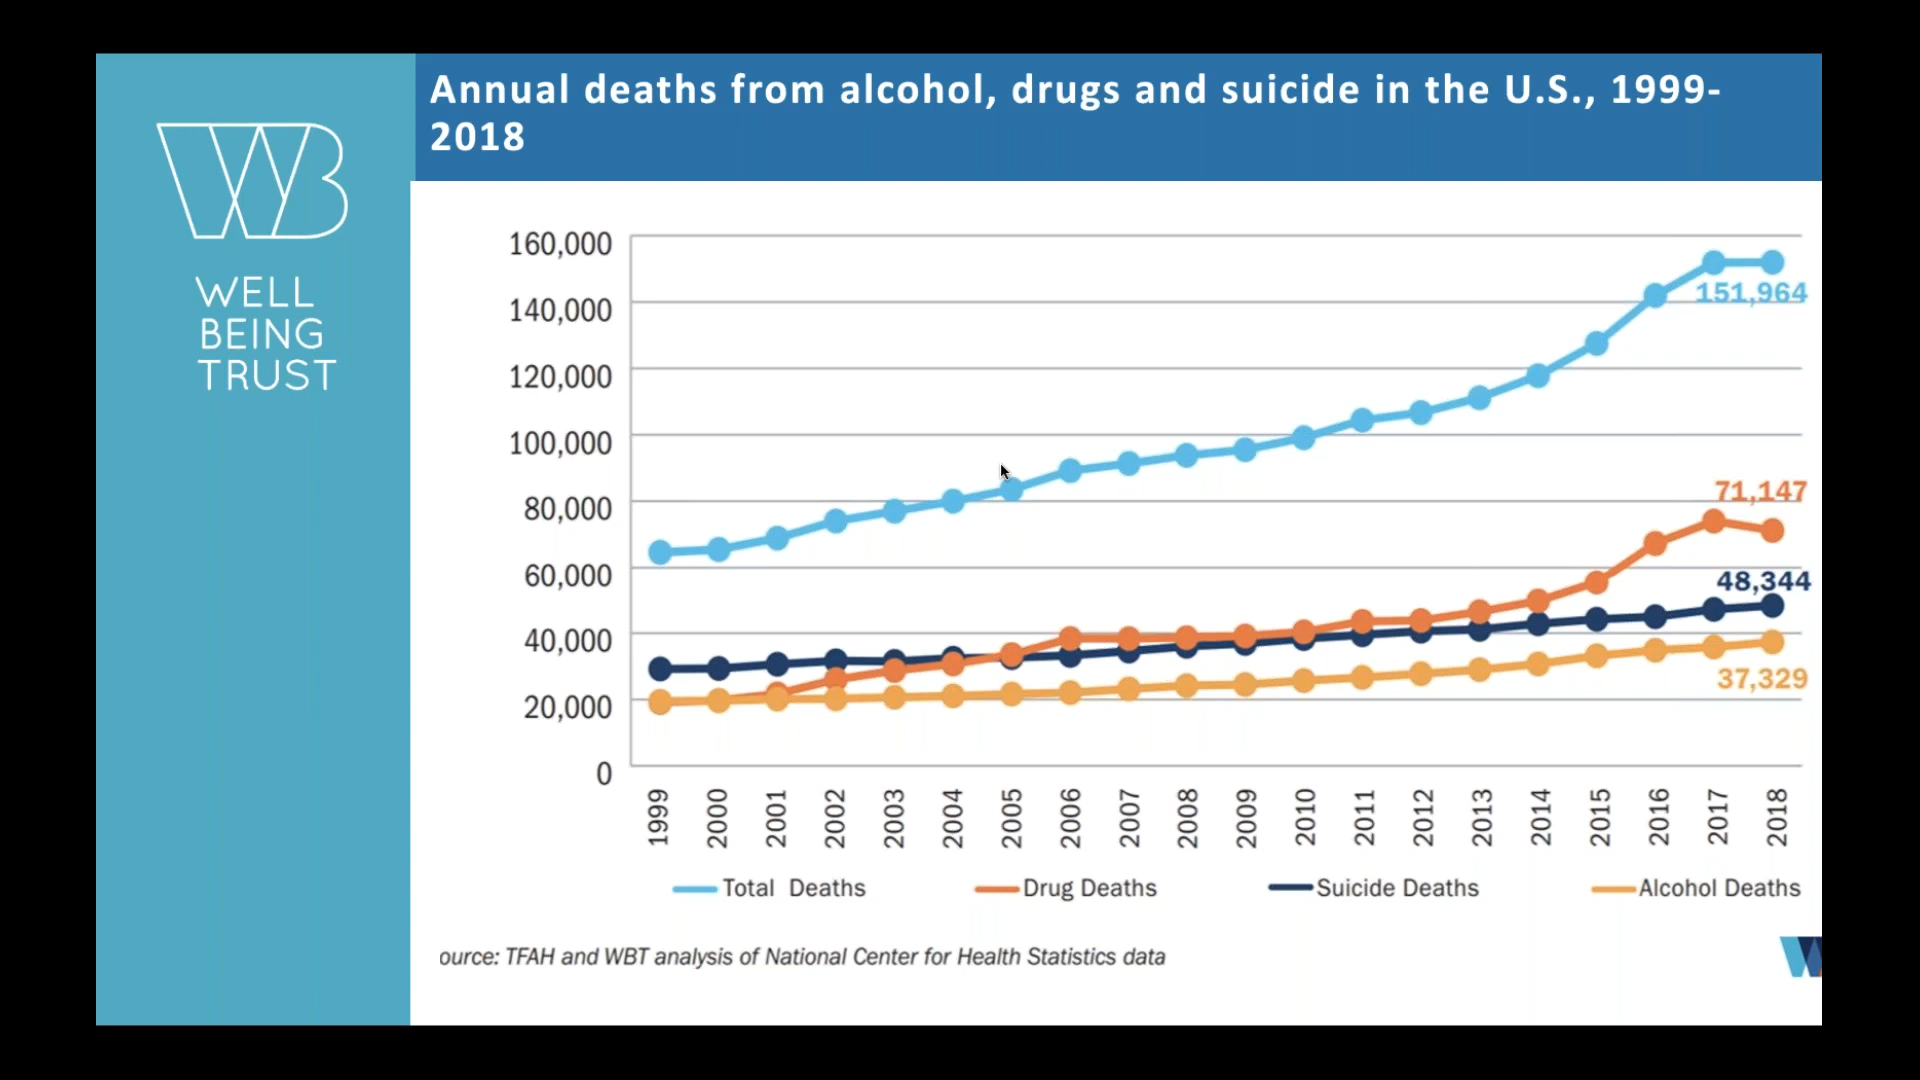 Annual deaths from alcohol, drugs and suicide in the U.S., 1999-
2018
WB
WELL
BEING
TRUST
160,000
140,000
120,000
100,000
80,000
60,000
40,000
20,000
0
151,964
71,147
48,344
37,329
1999 2000 2001 2002 2003 2004 2005 2006 2007 2008 2009 2010 2011 2012 2013 2014 2015 2016 2017 2018
Total Deaths Drug Deaths Suicide Deaths Alcohol Deaths
ource: TFAH and WBT analysis of National Center for Health Statistics data
W